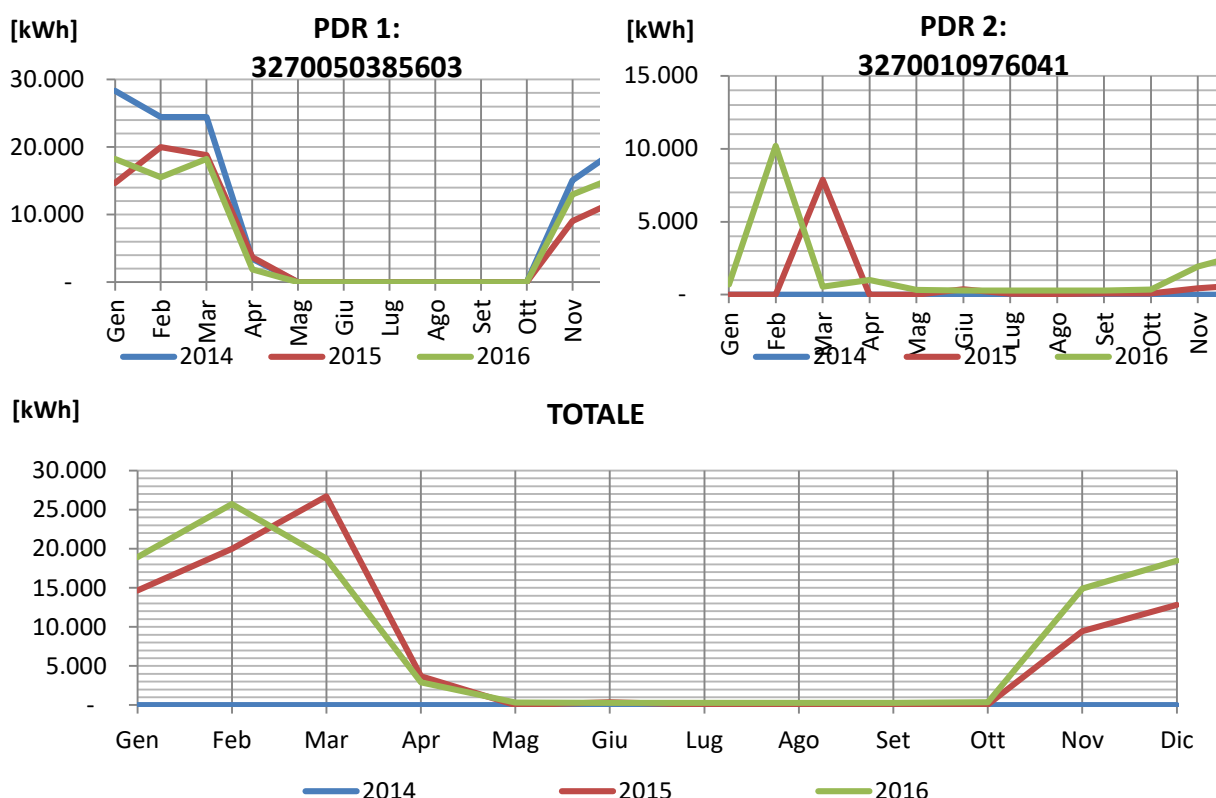 [kWh]
PDR 1:
3270050385603
30.000
20.000
10.000
-
Gen
Feb
Mar
Apr
Mag
Giu
Lug
Ago
Set
Ott
Nov
2014 2015 2016
[kWh]
PDR 2:
3270010976041
15.000
10.000
5.000
-
Gen
Feb
Mar
Apr
Mag
Giu
Lug
Ago
Set
Ott
Nov
2014 2015 2016
[kWh]
TOTALE
30.000
25.000
20.000
15.000
10.000
5.000
-
Gen Feb Mar Apr Mag Giu Lug Ago Set Ott Nov Dic
2014 2015 2016